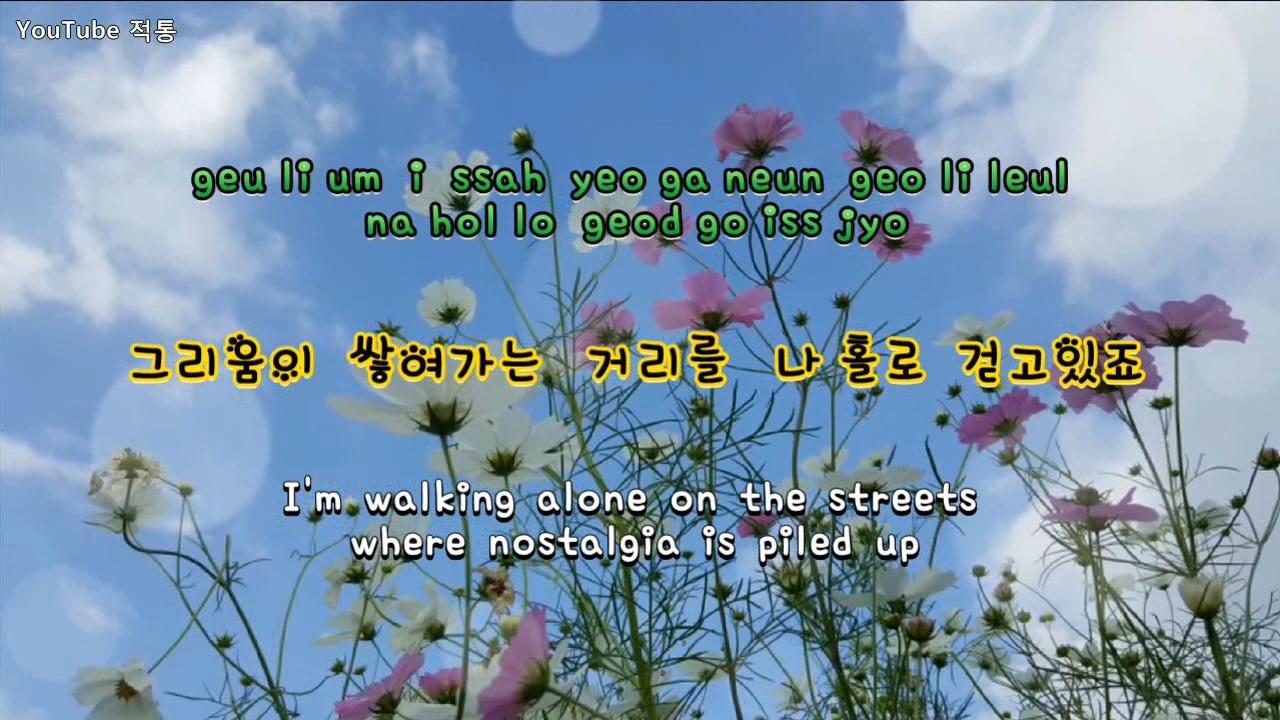 YouTube 적통
geu li um i ssah yeo ga neun geo li leul
na hol lo geod go iss jyo
그리움이 쌓여가는 거리를 나 홀로 걷고있죠
I'm walking alone on the streets
where nostalgia is piled up